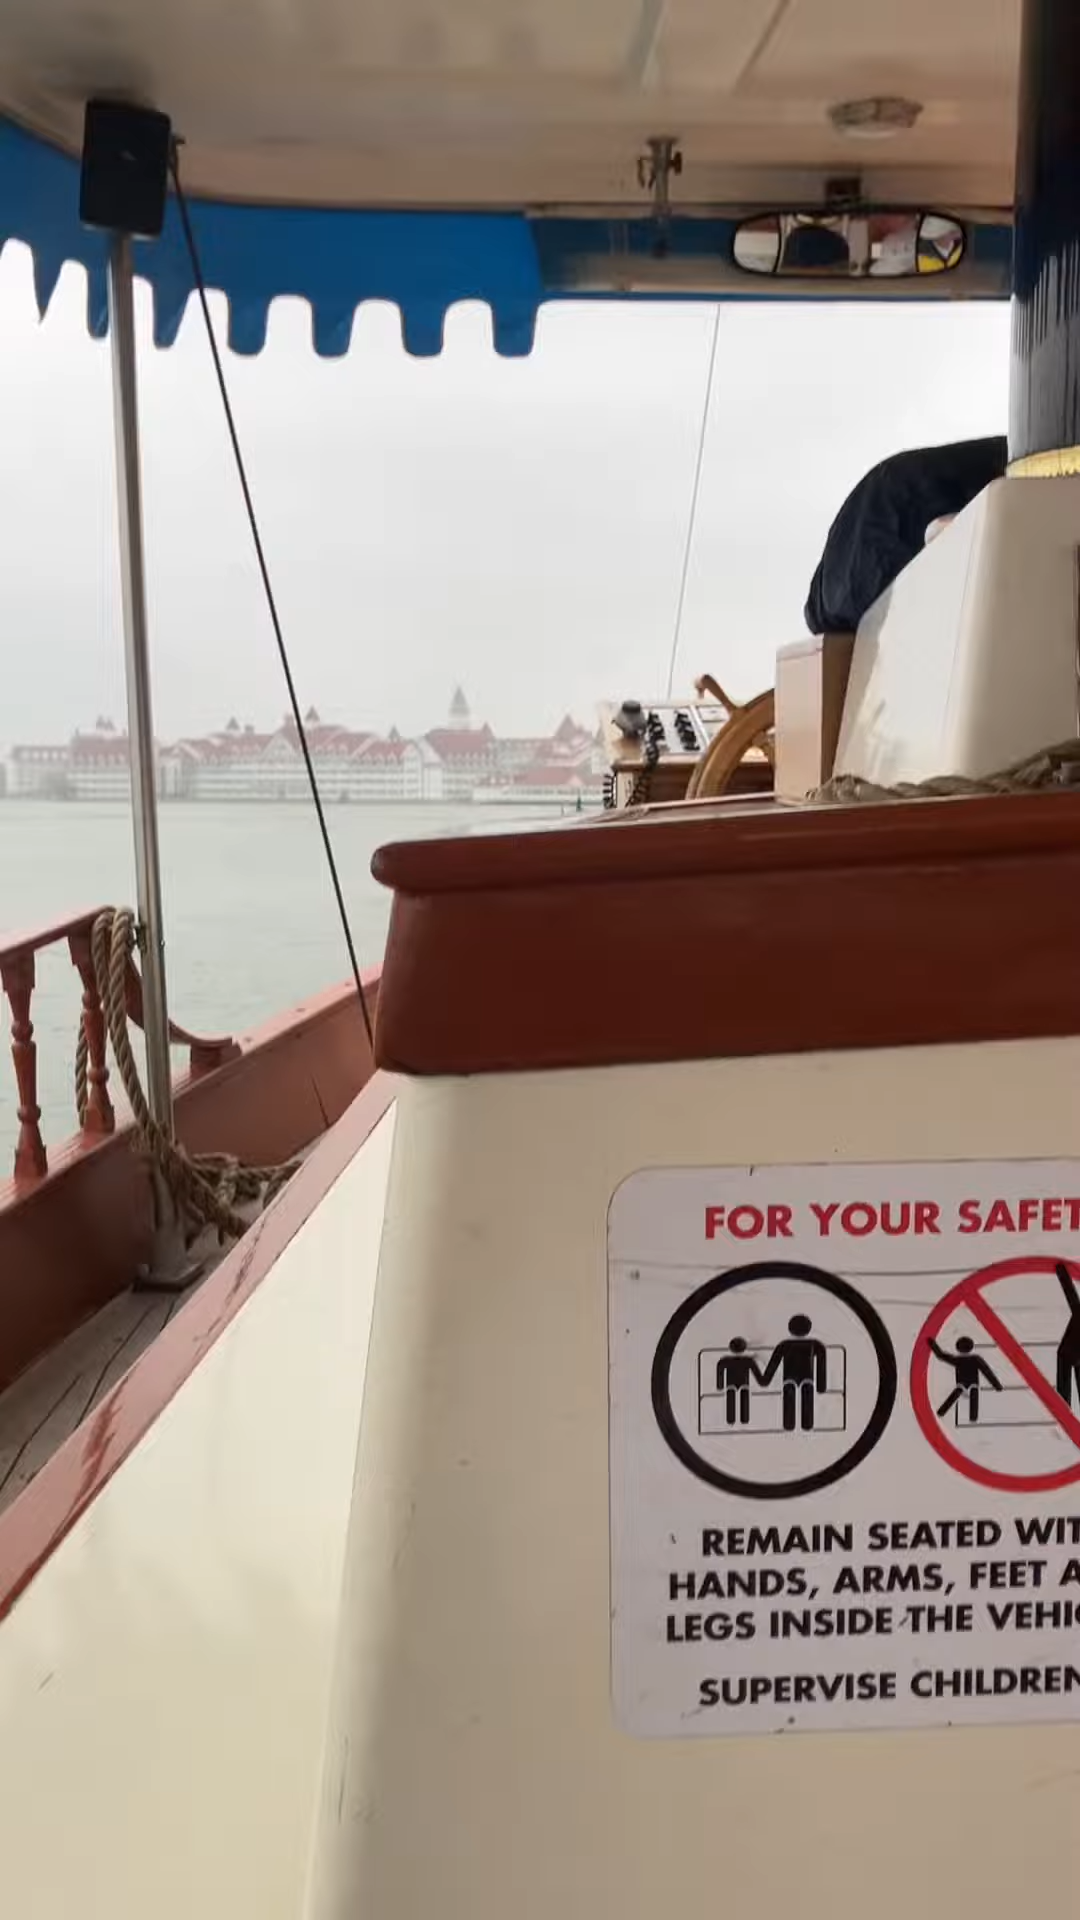 FOR YOUR SAFET
REMAIN SEATED WIT
HANDS, ARMS, FEET A
LEGS INSIDE THE VEHIC
SUPERVISE CHILDREN